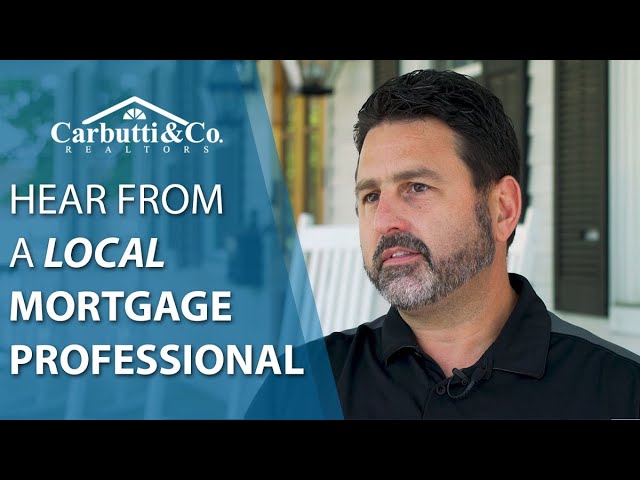 Carbutti&Co.
REALTORS
HEAR FROM
A LOCAL
MORTGAGE
PROFESSIONAL